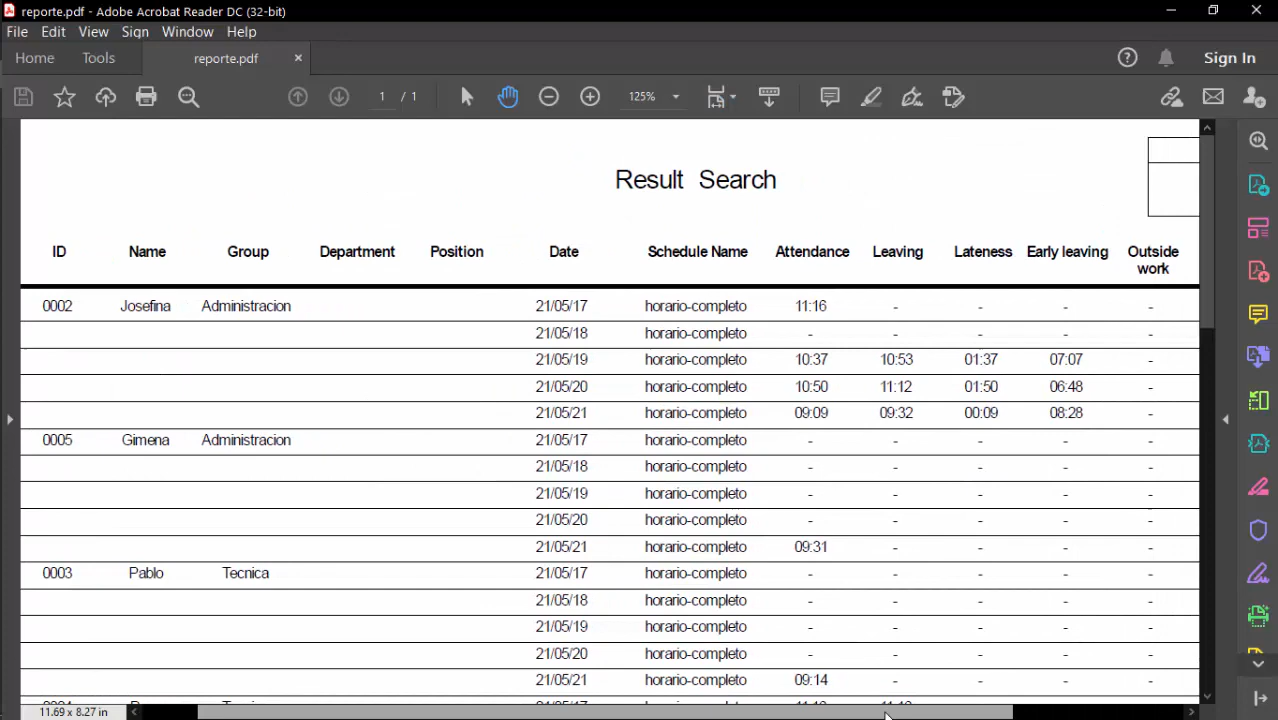 reporte.pdf - Adobe Acrobat Reader DC (32-bit)
File Edit View Sign Window Help
Home Tools reporte.pdf × Sign In
1 / 1 125%
Result Search
ID Name Group Department Position Date Schedule Name Attendance Leaving Lateness Early leaving Outside work
0002 Josefina Administracion 21/05/17 horario-completo 11:16 - - - -
21/05/18 horario-completo - - - - -
21/05/19 horario-completo 10:37 10:53 01:37 07:07 -
21/05/20 horario-completo 10:50 11:12 01:50 06:48 -
21/05/21 horario-completo 09:09 09:32 00:09 08:28 -
0005 Gimena Administracion 21/05/17 horario-completo - - - - -
21/05/18 horario-completo - - - - -
21/05/19 horario-completo - - - - -
21/05/20 horario-completo - - - - -
21/05/21 horario-completo 09:31 - - - -
0003 Pablo Tecnica 21/05/17 horario-completo - - - - -
21/05/18 horario-completo - - - - -
21/05/19 horario-completo - - - - -
21/05/20 horario-completo - - - - -
21/05/21 horario-completo 09:14 - - - -
11.69 x 8.27 in